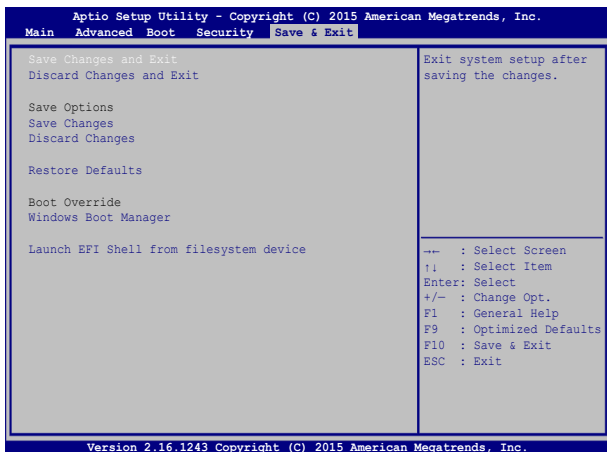 Aptio Setup Utility - Copyright (C) 2015 American Megatrends, Inc.
Main Advanced Boot Security Save & Exit
Save Changes and Exit
Discard Changes and Exit
Save Options
Save Changes
Discard Changes
Restore Defaults
Boot Override
Windows Boot Manager
Launch EFI Shell from filesystem device
Exit system setup after
saving the changes.
→← : Select Screen
↑↓ : Select Item
Enter: Select
+/— : Change Opt.
F1 : General Help
F9 : Optimized Defaults
F10 : Save & Exit
ESC : Exit
Version 2.16.1243 Copyright (C) 2015 American Megatrends, Inc.